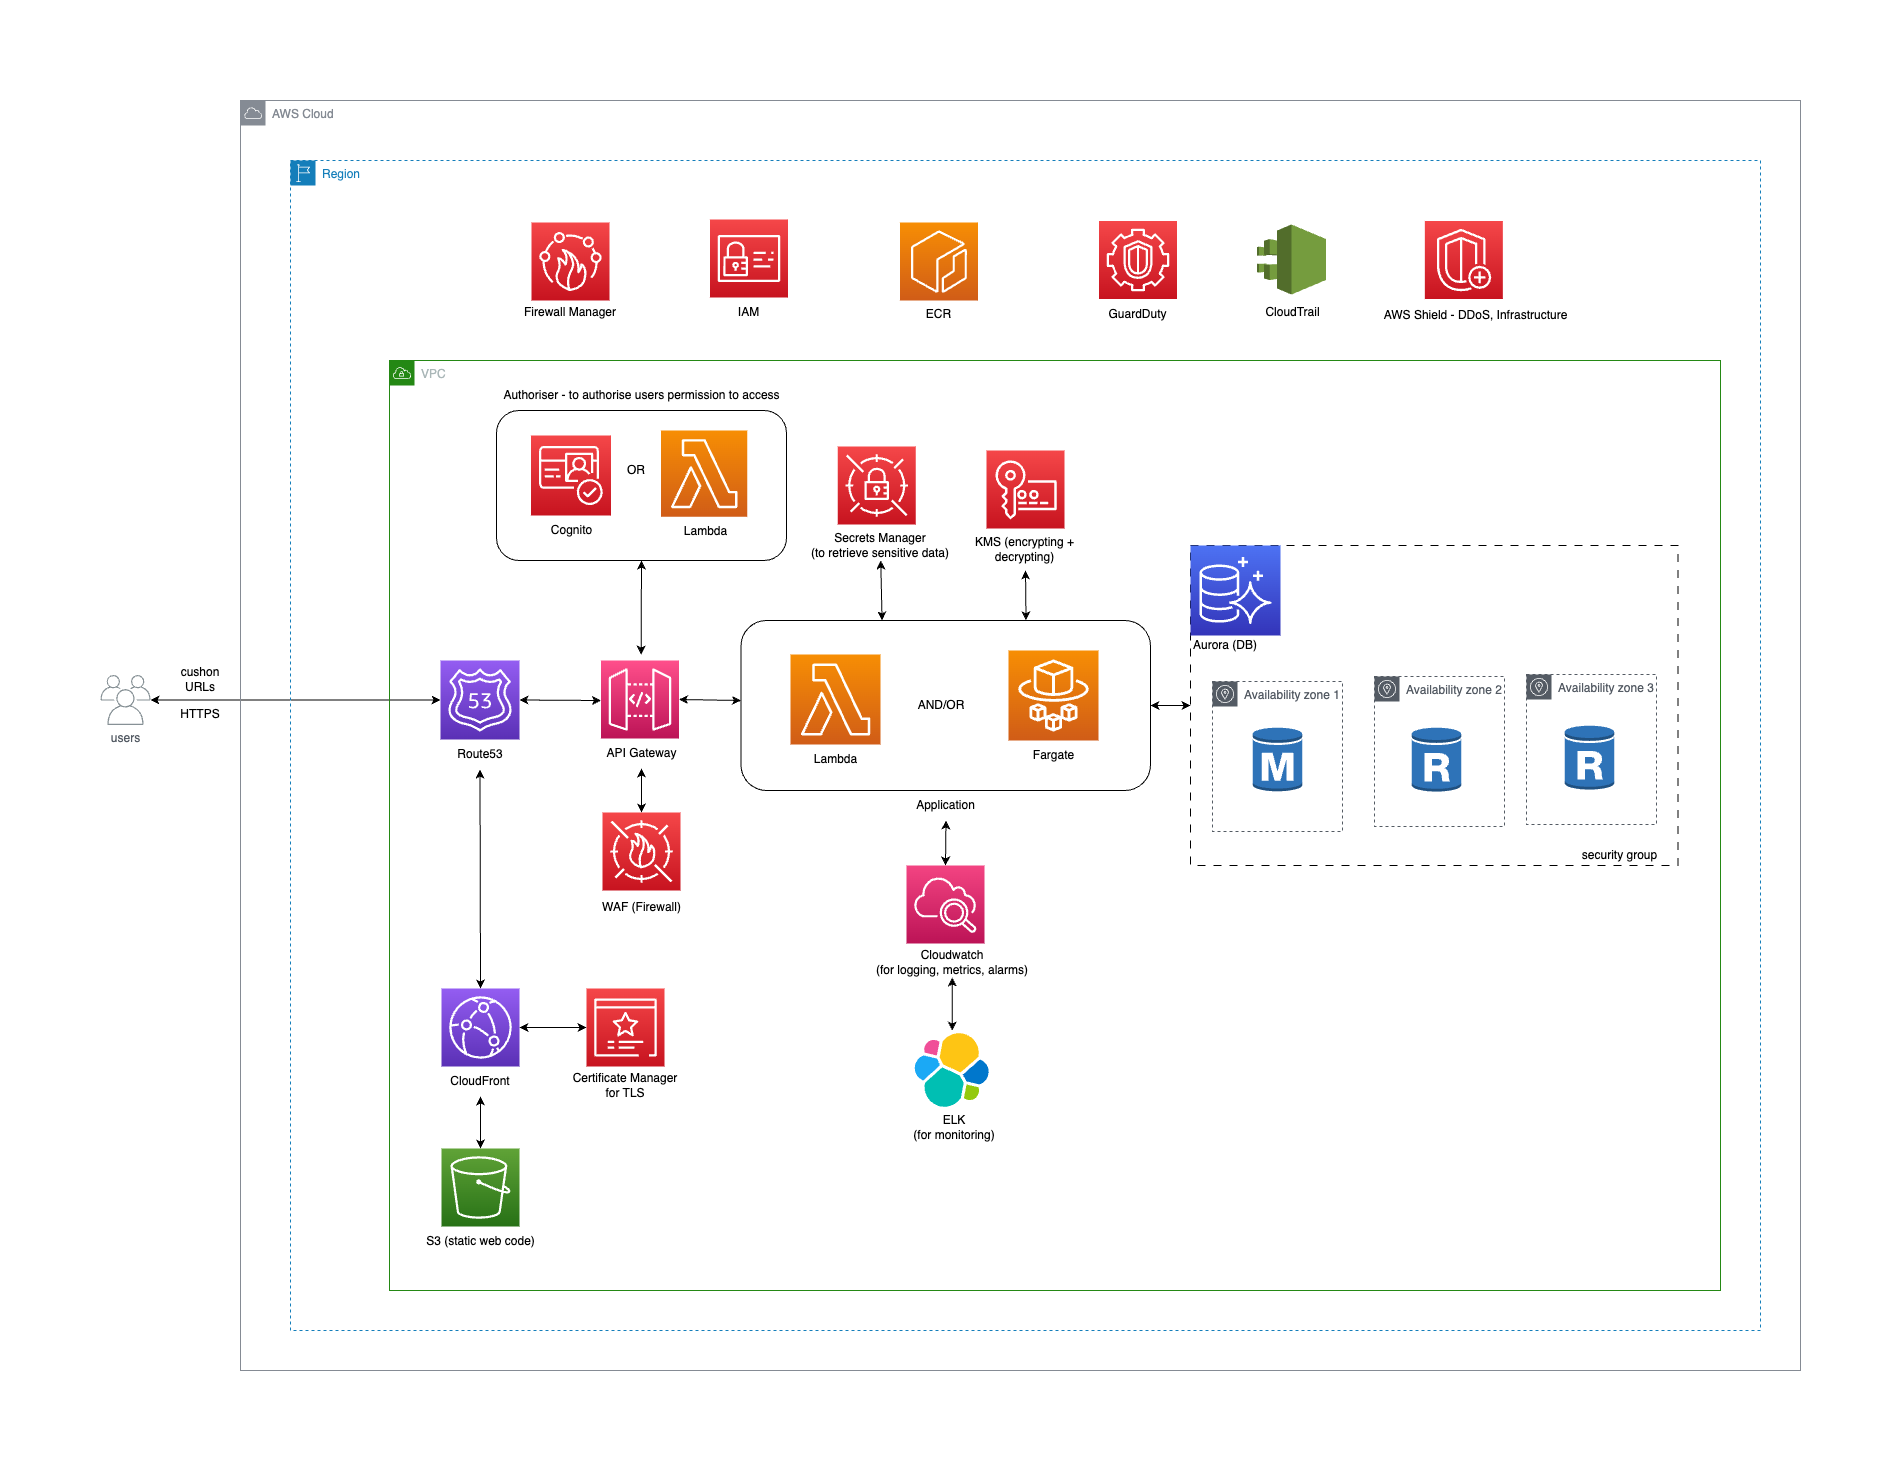 AWS Cloud
Region
Firewall Manager
IAM
ECR
GuardDuty
CloudTrail
AWS Shield - DDoS, Infrastructure
VPC
Authoriser - to authorise users permission to access
Cognito
OR
Lambda
Secrets Manager
(to retrieve sensitive data)
KMS (encrypting +
decrypting)
Aurora (DB)
cushon
URLs
HTTPS
users
53
Route53
API Gateway
Lambda
AND/OR
Fargate
Application
Availability zone 1
M
Availability zone 2
R
Availability zone 3
R
security group
WAF (Firewall)
Cloudwatch
(for logging, metrics, alarms)
CloudFront
Certificate Manager
for TLS
ELK
(for monitoring)
S3 (static web code)